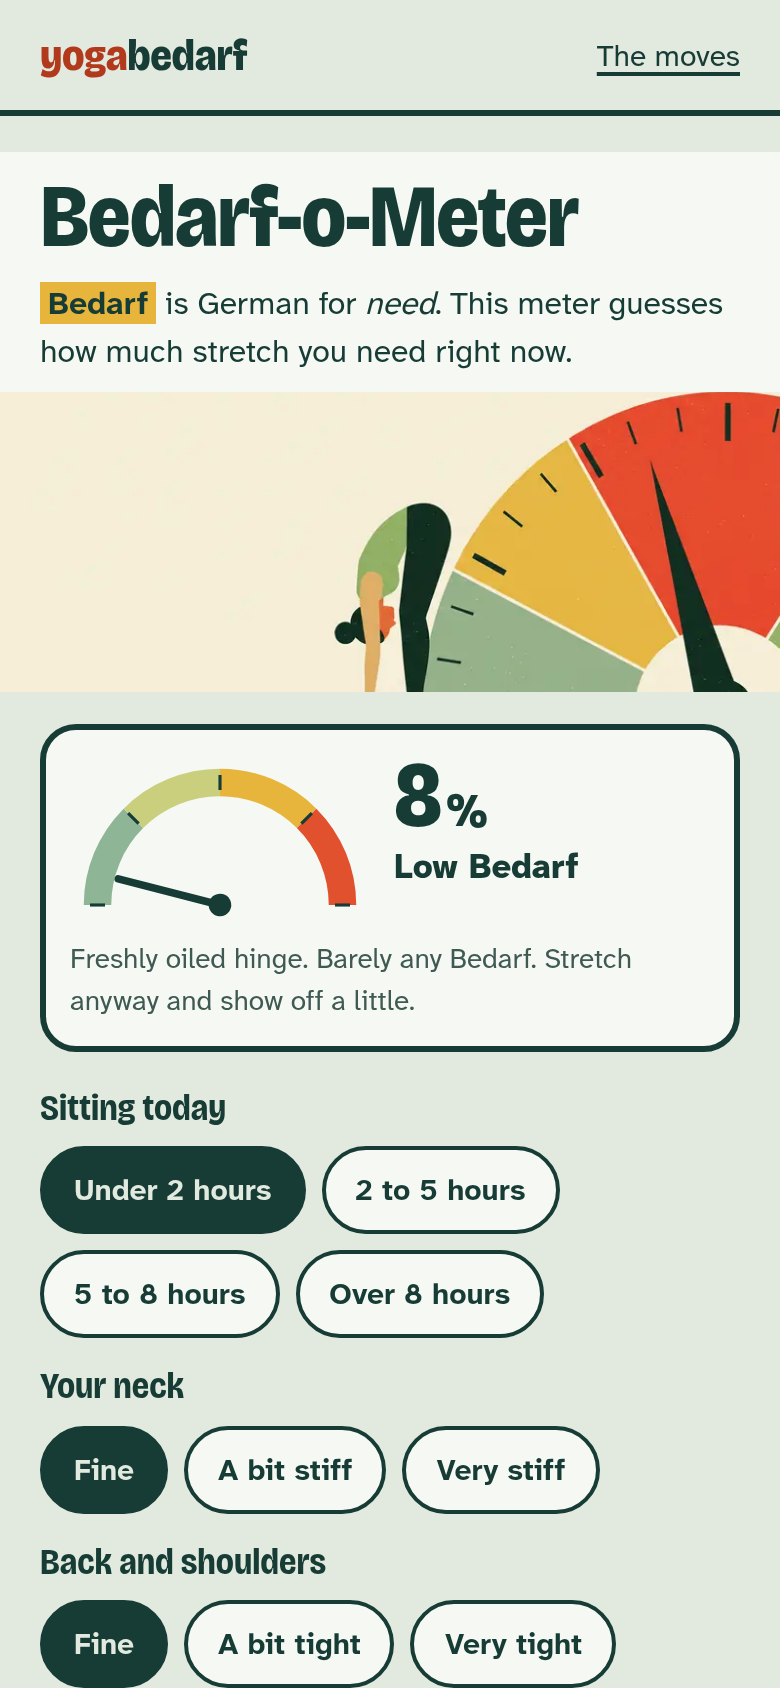 yogabedarf
The moves
Bedarf-o-Meter
Bedarf is German for need. This meter guesses
how much stretch you need right now.
8%
Low Bedarf
Freshly oiled hinge. Barely any Bedarf. Stretch
anyway and show off a little.
Sitting today
Under 2 hours
2 to 5 hours
5 to 8 hours
Over 8 hours
Your neck
Fine
A bit stiff
Very stiff
Back and shoulders
Fine
A bit tight
Very tight